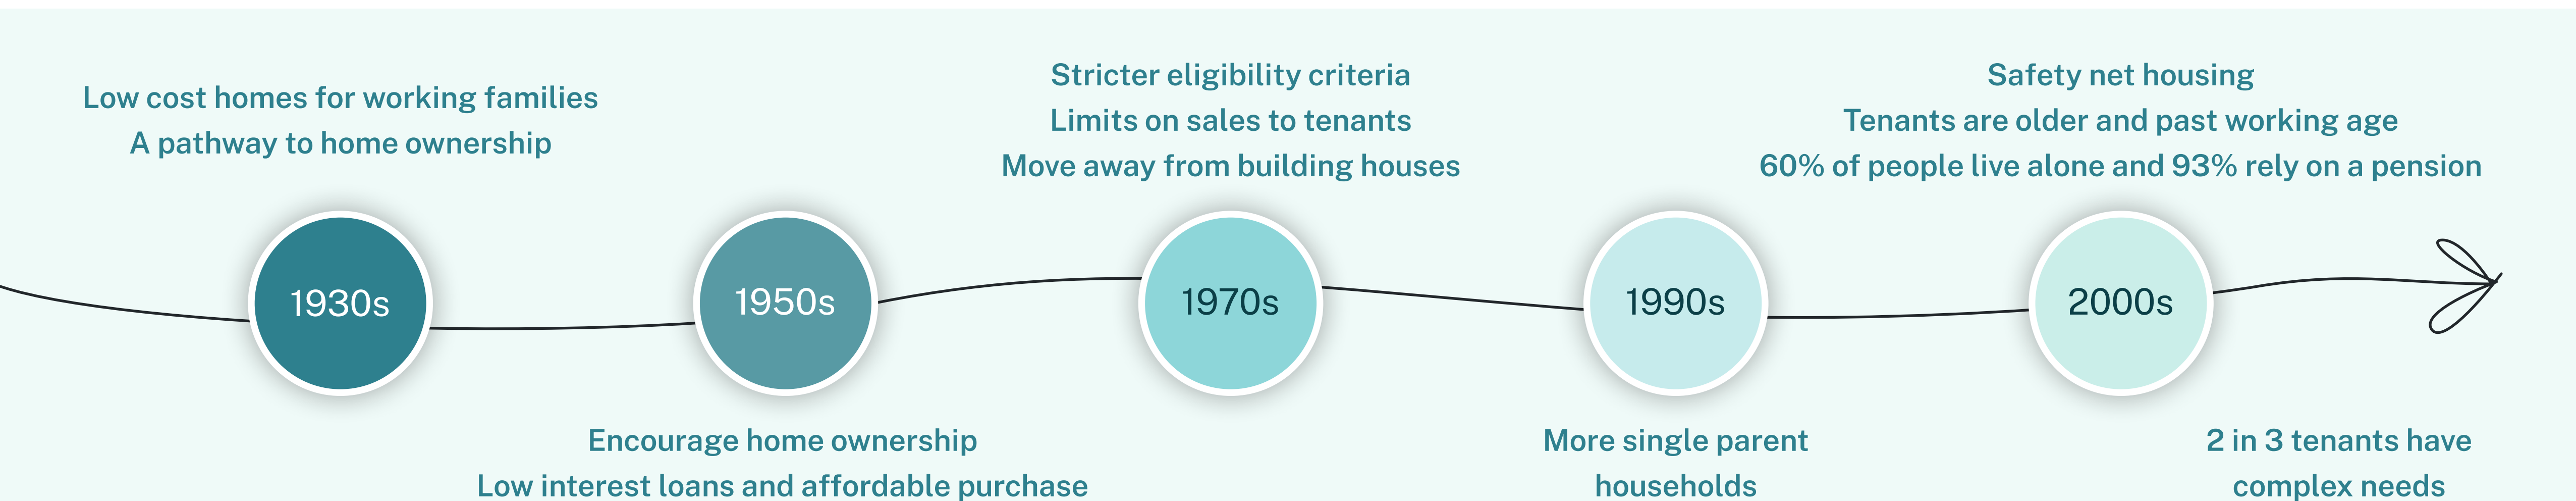 Low cost homes for working families
A pathway to home ownership
1930s
1950s
Encourage home ownership
Low interest loans and affordable purchase
Stricter eligibility criteria
Limits on sales to tenants
Move away from building houses
1970s
1990s
More single parent
households
Safety net housing
Tenants are older and past working age
60% of people live alone and 93% rely on a pension
2000s
2 in 3 tenants have
complex needs